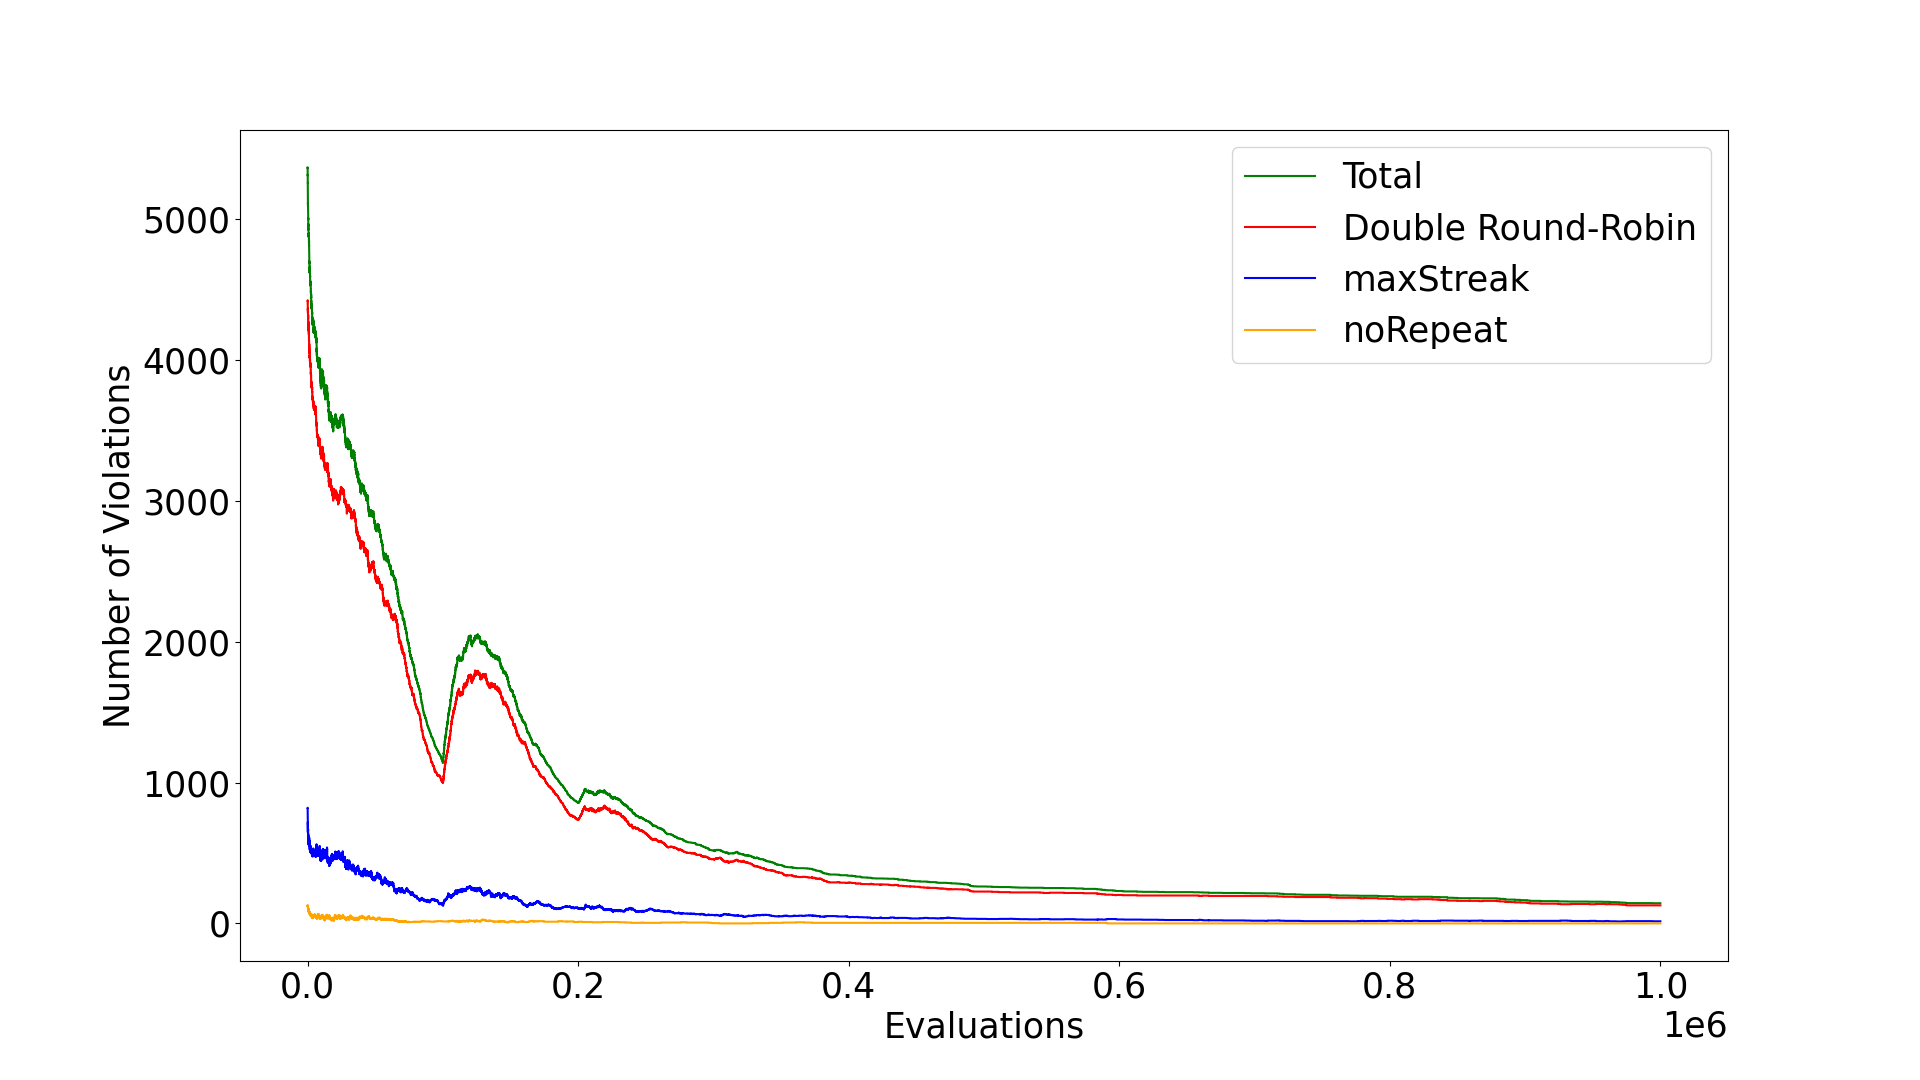 Total
Double Round-Robin
maxStreak
noRepeat
Number of Violations
5000
4000
3000
2000
1000
0
0.0 0.2 0.4 0.6 0.8 1.0
Evaluations
1e6